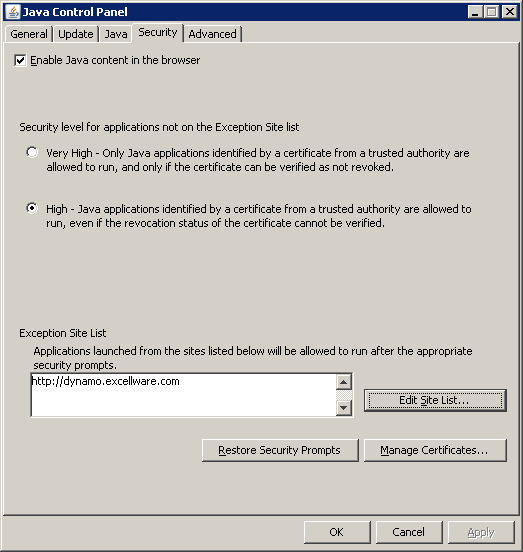 Java Control Panel
General Update Java Security Advanced
Enable Java content in the browser
Security level for applications not on the Exception Site list
Very High - Only Java applications identified by a certificate from a trusted authority are
allowed to run, and only if the certificate can be verified as not revoked.
High - Java applications identified by a certificate from a trusted authority are allowed to
run, even if the revocation status of the certificate cannot be verified.
Exception Site List
Applications launched from the sites listed below will be allowed to run after the appropriate
security prompts.
http://dynamo.excellware.com
Edit Site List...
Restore Security Prompts Manage Certificates...
OK Cancel Apply